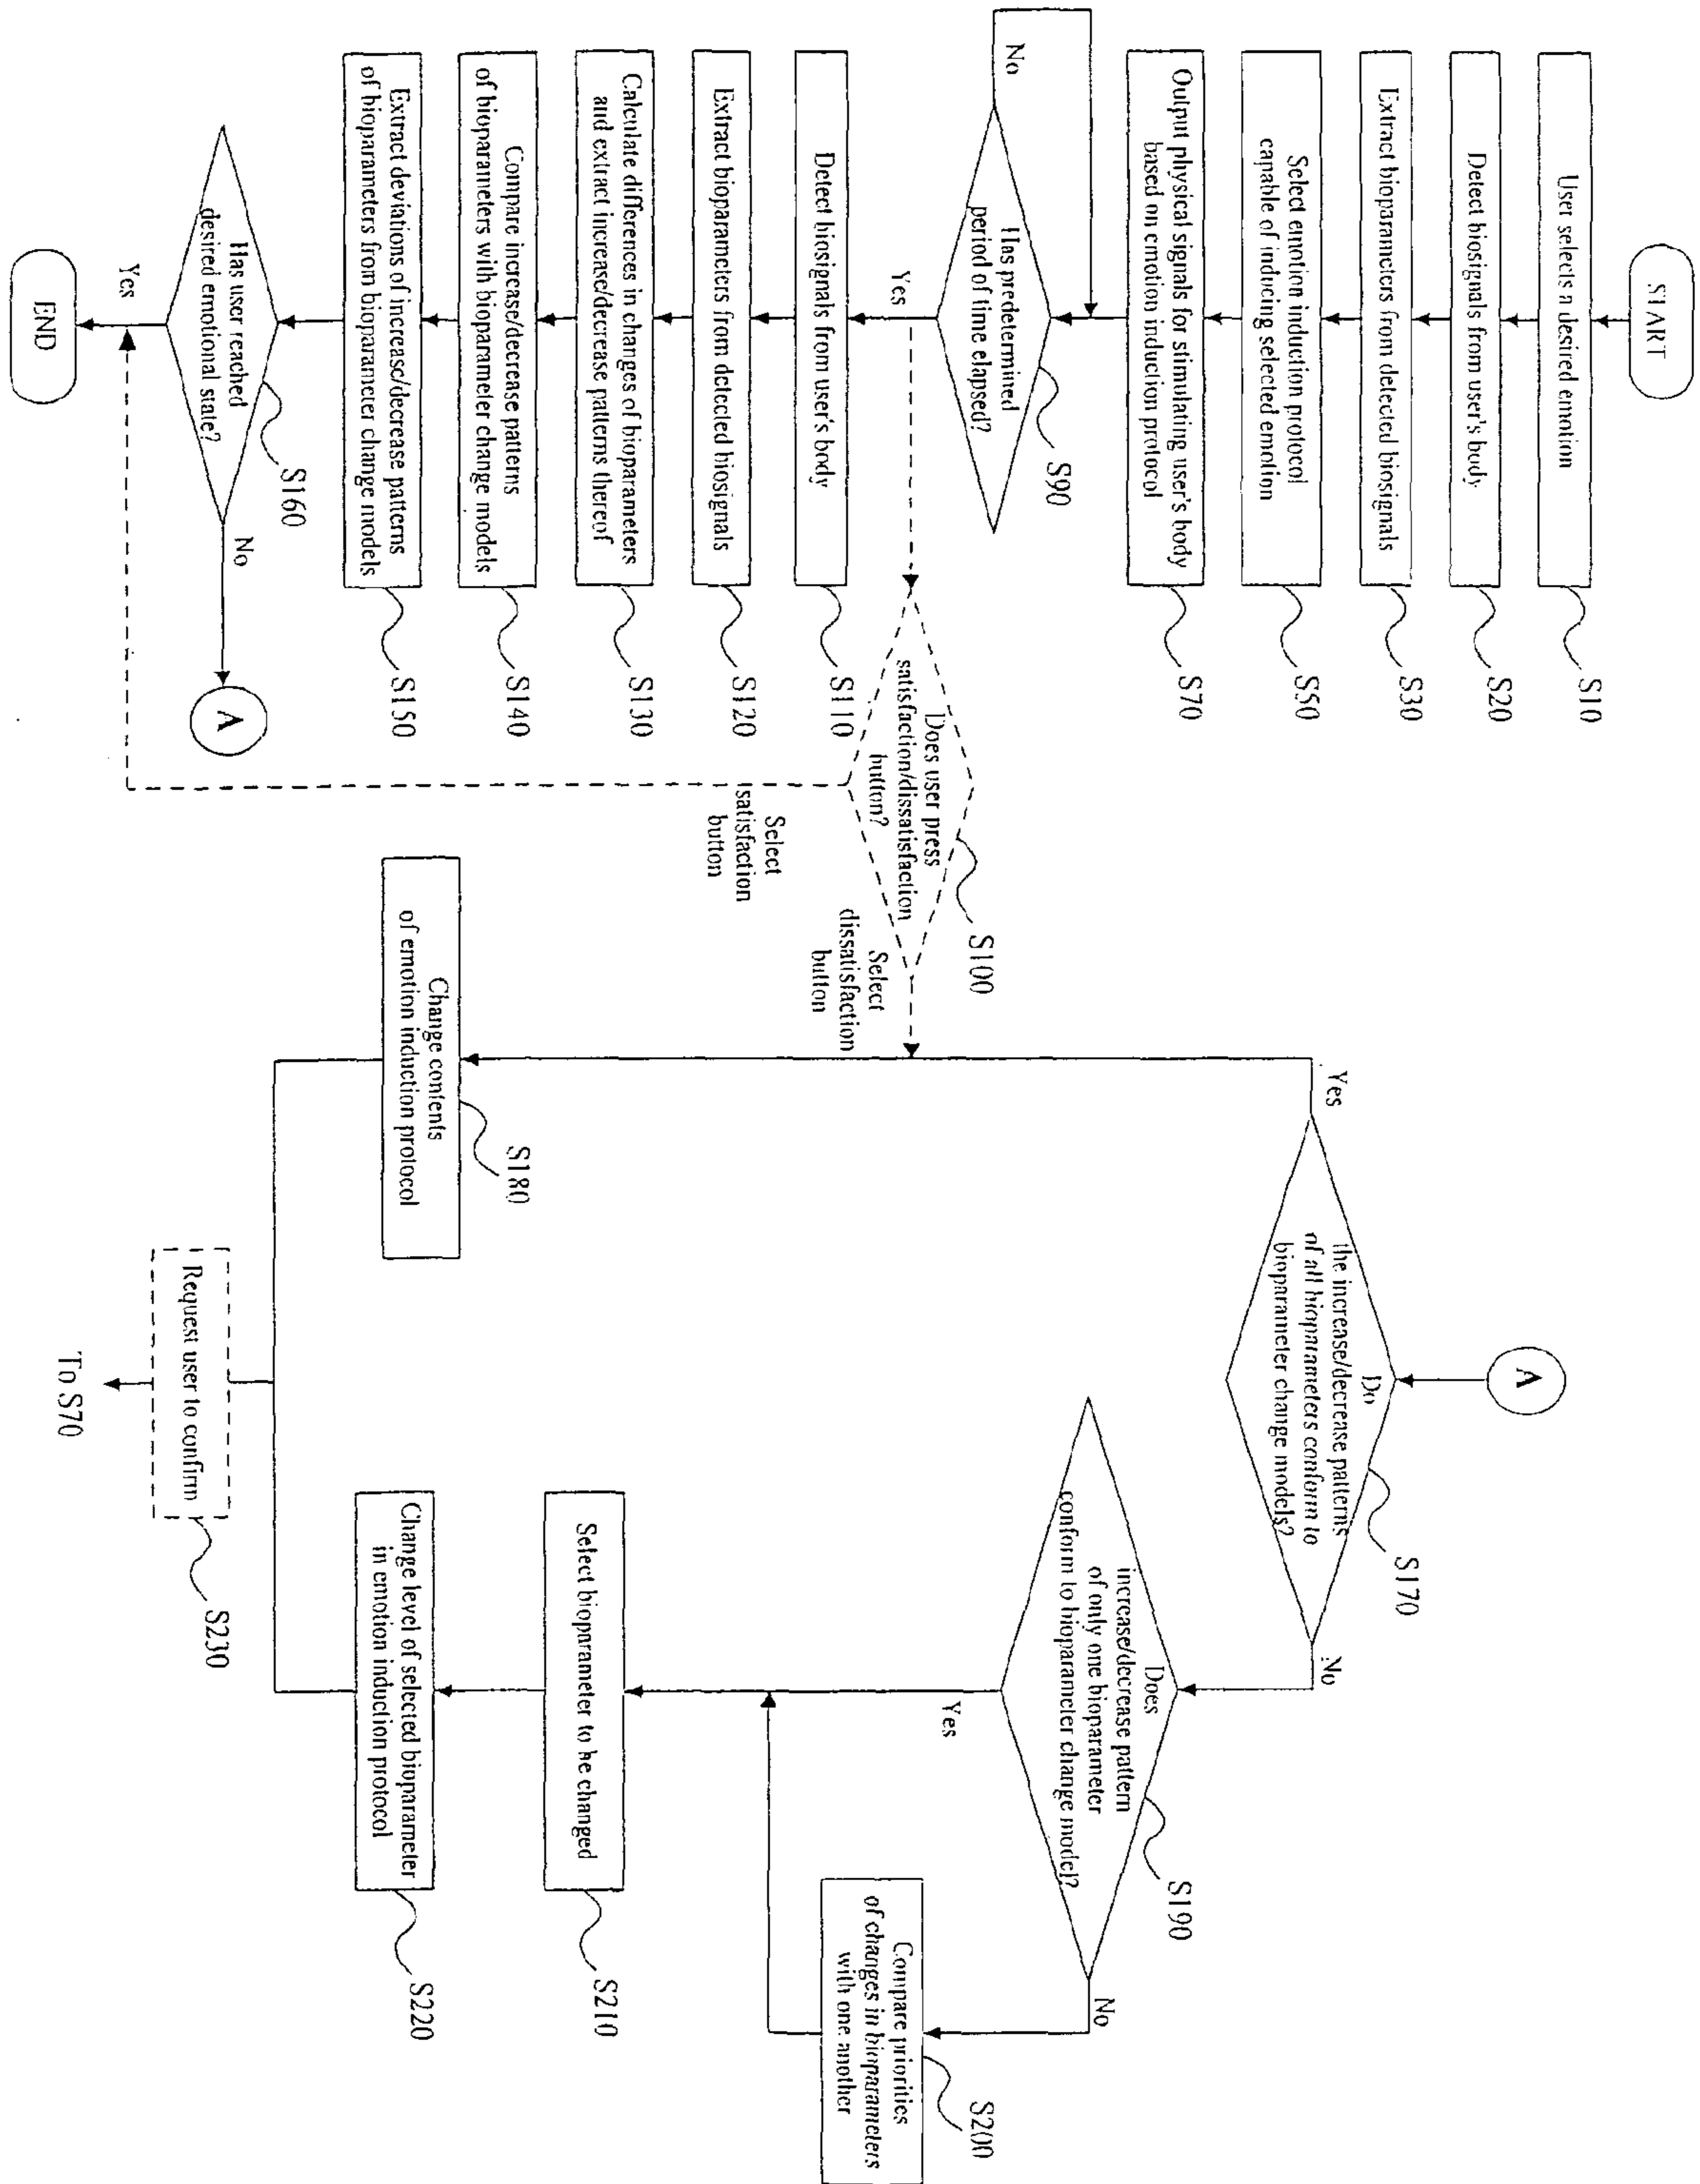 START
User selects a desired emotion
S10
Detect biosignals from user's body
S20
Extract bioparameters from detected biosignals
S30
Select emotion induction protocol
capable of inducing selected emotion
S50
Output physical signals for stimulating user's body
based on emotion induction protocol
S70
Has predetermined
period of time elapsed?
S90
No
Yes
Does user press
satisfaction/dissatisfaction
button?
S100
Select
satisfaction
button
Select
dissatisfaction
button
Detect biosignals from user's body
S110
Extract bioparameters from detected biosignals
S120
Calculate differences in changes of bioparameters
and extract increase/decrease patterns thereof
S130
Compare increase/decrease patterns
of bioparameters with bioparameter change models
S140
Extract deviations of increase/decrease patterns
of bioparameters from bioparameter change models
S150
Has user reached
desired emotional state?
S160
No
A
Yes
END
A
Do
the increase/decrease patterns
of all bioparameters conform to
bioparameter change models?
S170
Yes
No
Does
increase/decrease pattern
of only one bioparameter
conform to bioparameter change model?
S190
Yes
No
Compare priorities
of changes in bioparameters
with one another
S200
Change contents
of emotion induction protocol
S180
Select bioparameter to be changed
S210
Change level of selected bioparameter
in emotion induction protocol
S220
Request user to confirm
S230
To S70